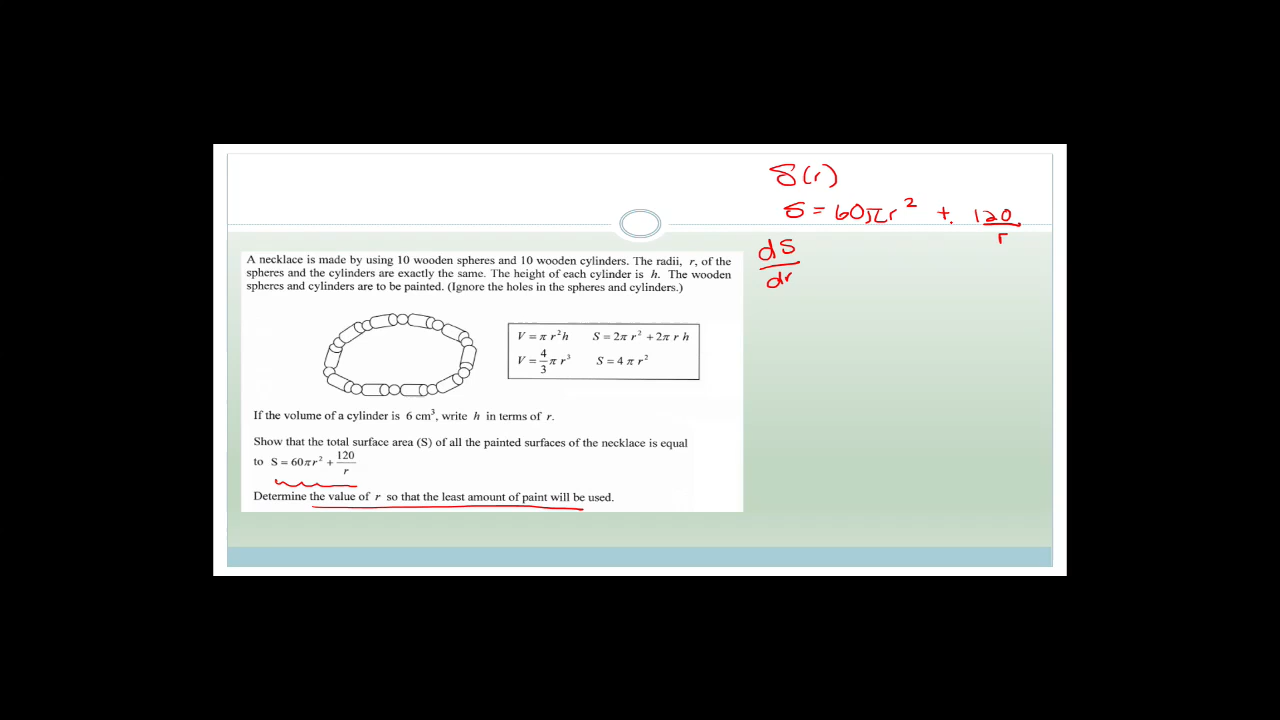 S(r)
S = 60πr² + 120/r
dS/dr
A necklace is made by using 10 wooden spheres and 10 wooden cylinders. The radii, r, of the
spheres and the cylinders are exactly the same. The height of each cylinder is h. The wooden
spheres and cylinders are to be painted. (Ignore the holes in the spheres and cylinders.)
V = π r²h S = 2π r² + 2π r h
V = 4/3 π r³ S = 4 π r²
If the volume of a cylinder is 6 cm³, write h in terms of r.
Show that the total surface area (S) of all the painted surfaces of the necklace is equal
to S = 60πr² + 120/r
Determine the value of r so that the least amount of paint will be used.